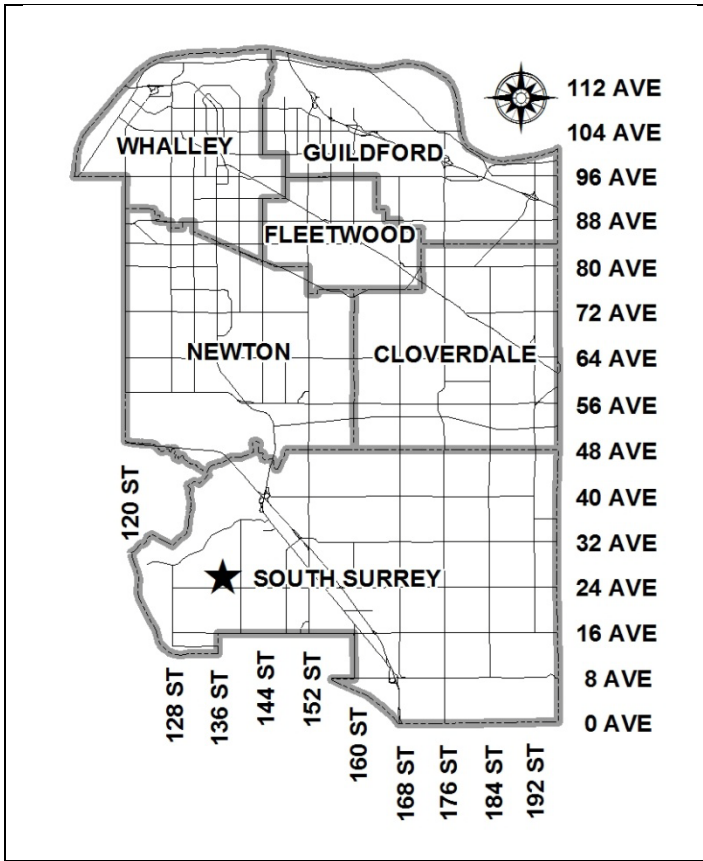 112 AVE
104 AVE
WHALLEY
GUILDFORD
96 AVE
88 AVE
FLEETWOOD
80 AVE
72 AVE
NEWTON
CLOVERDALE
64 AVE
56 AVE
48 AVE
120 ST
40 AVE
32 AVE
SOUTH SURREY
24 AVE
16 AVE
128 ST
136 ST
144 ST
152 ST
8 AVE
160 ST
0 AVE
168 ST
176 ST
184 ST
192 ST